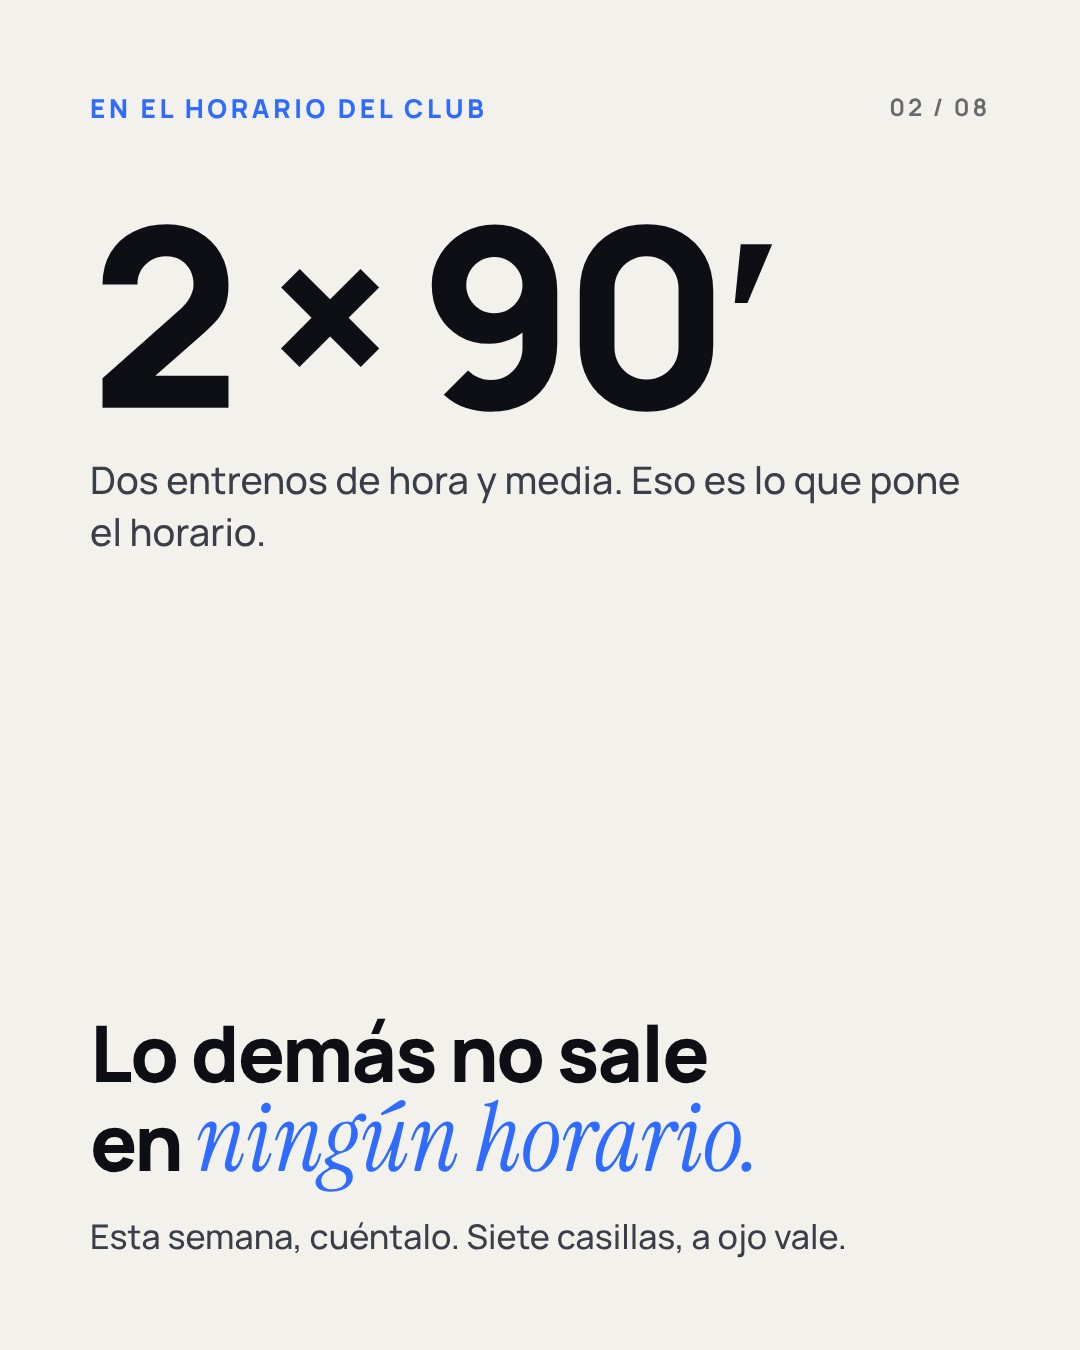 EN EL HORARIO DEL CLUB
02 / 08
2 × 90′
Dos entrenos de hora y media. Eso es lo que pone
el horario.
Lo demás no sale
en ningún horario.
Esta semana, cuéntalo. Siete casillas, a ojo vale.